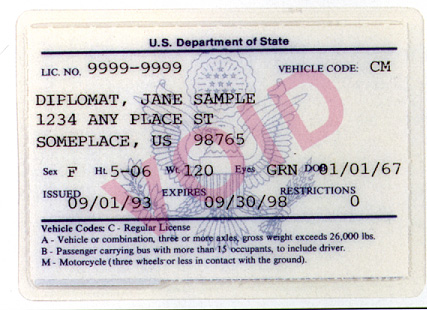 U.S. Department of State
LIC. NO. 9999-9999 VEHICLE CODE: CM
DIPLOMAT, JANE SAMPLE
1234 ANY PLACE ST
SOMEPLACE, US 98765
Sex F Ht. 5-06 Wt. 120 Eyes GRN DOB 01/01/67
ISSUED EXPIRES RESTRICTIONS
09/01/93 09/30/98 0
Vehicle Codes: C - Regular License
A - Vehicle or combination, three or more axles, gross weight exceeds 26,000 lbs.
B - Passenger carrying bus with more than 15 occupants, to include driver.
M - Motorcycle (three wheels or less in contact with the ground).
VOID